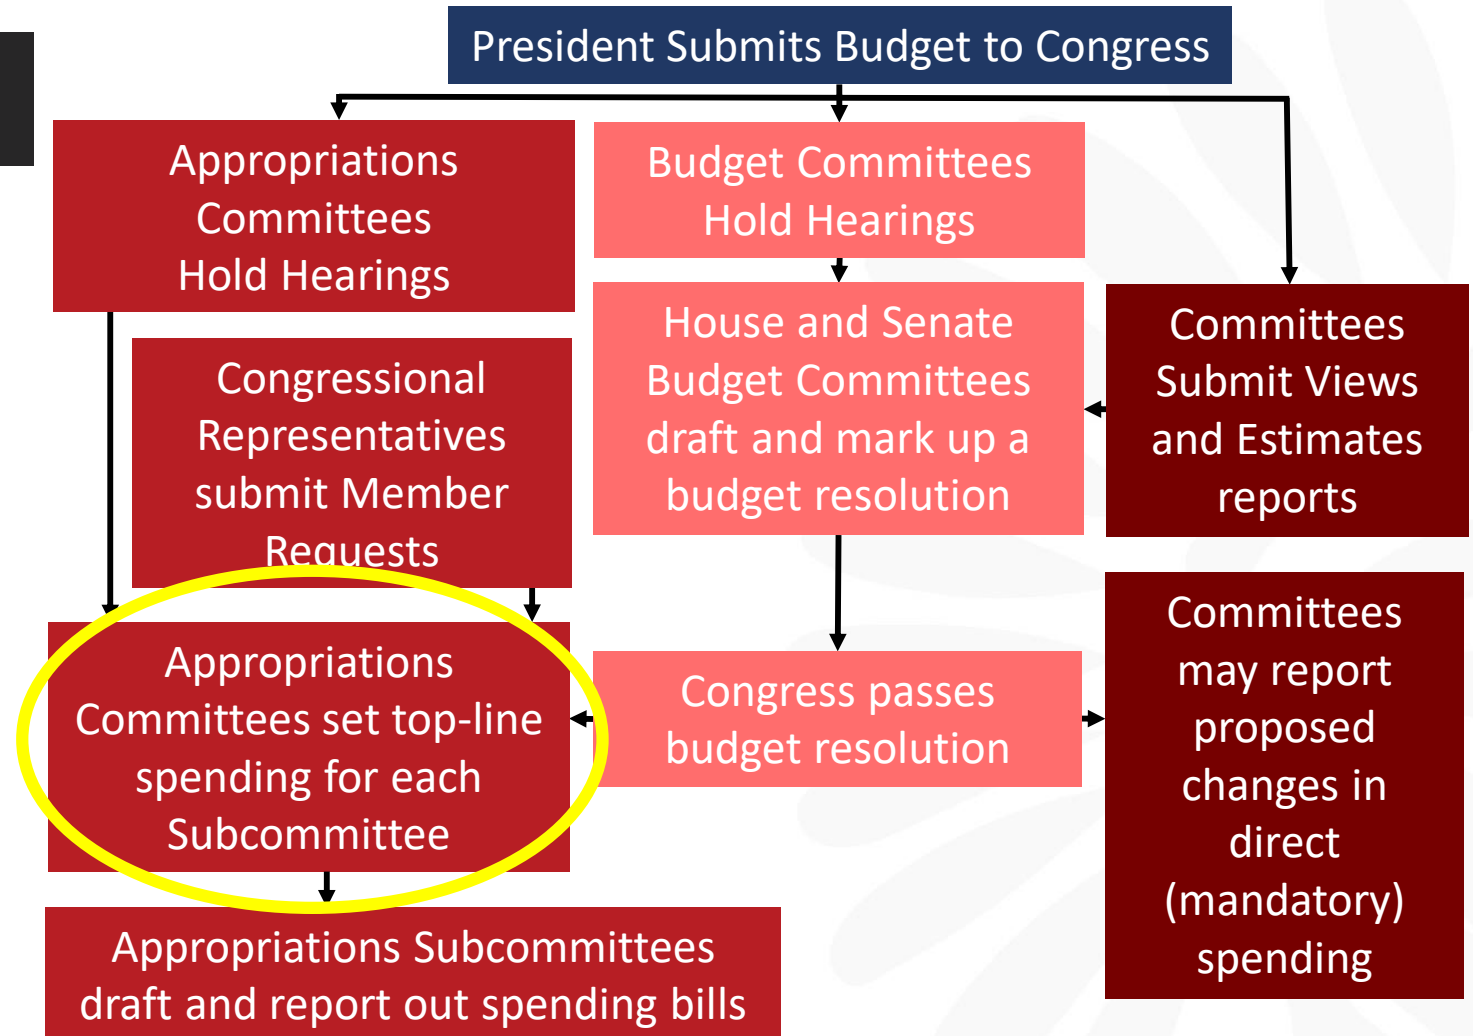 President Submits Budget to Congress
Appropriations
Committees
Hold Hearings
Budget Committees
Hold Hearings
Congressional
Representatives
submit Member
Requests
House and Senate
Budget Committees
draft and mark up a
budget resolution
Committees
Submit Views
and Estimates
reports
Appropriations
Committees set top-line
spending for each
Subcommittee
Congress passes
budget resolution
Committees
may report
proposed
changes in
direct
(mandatory)
spending
Appropriations Subcommittees
draft and report out spending bills